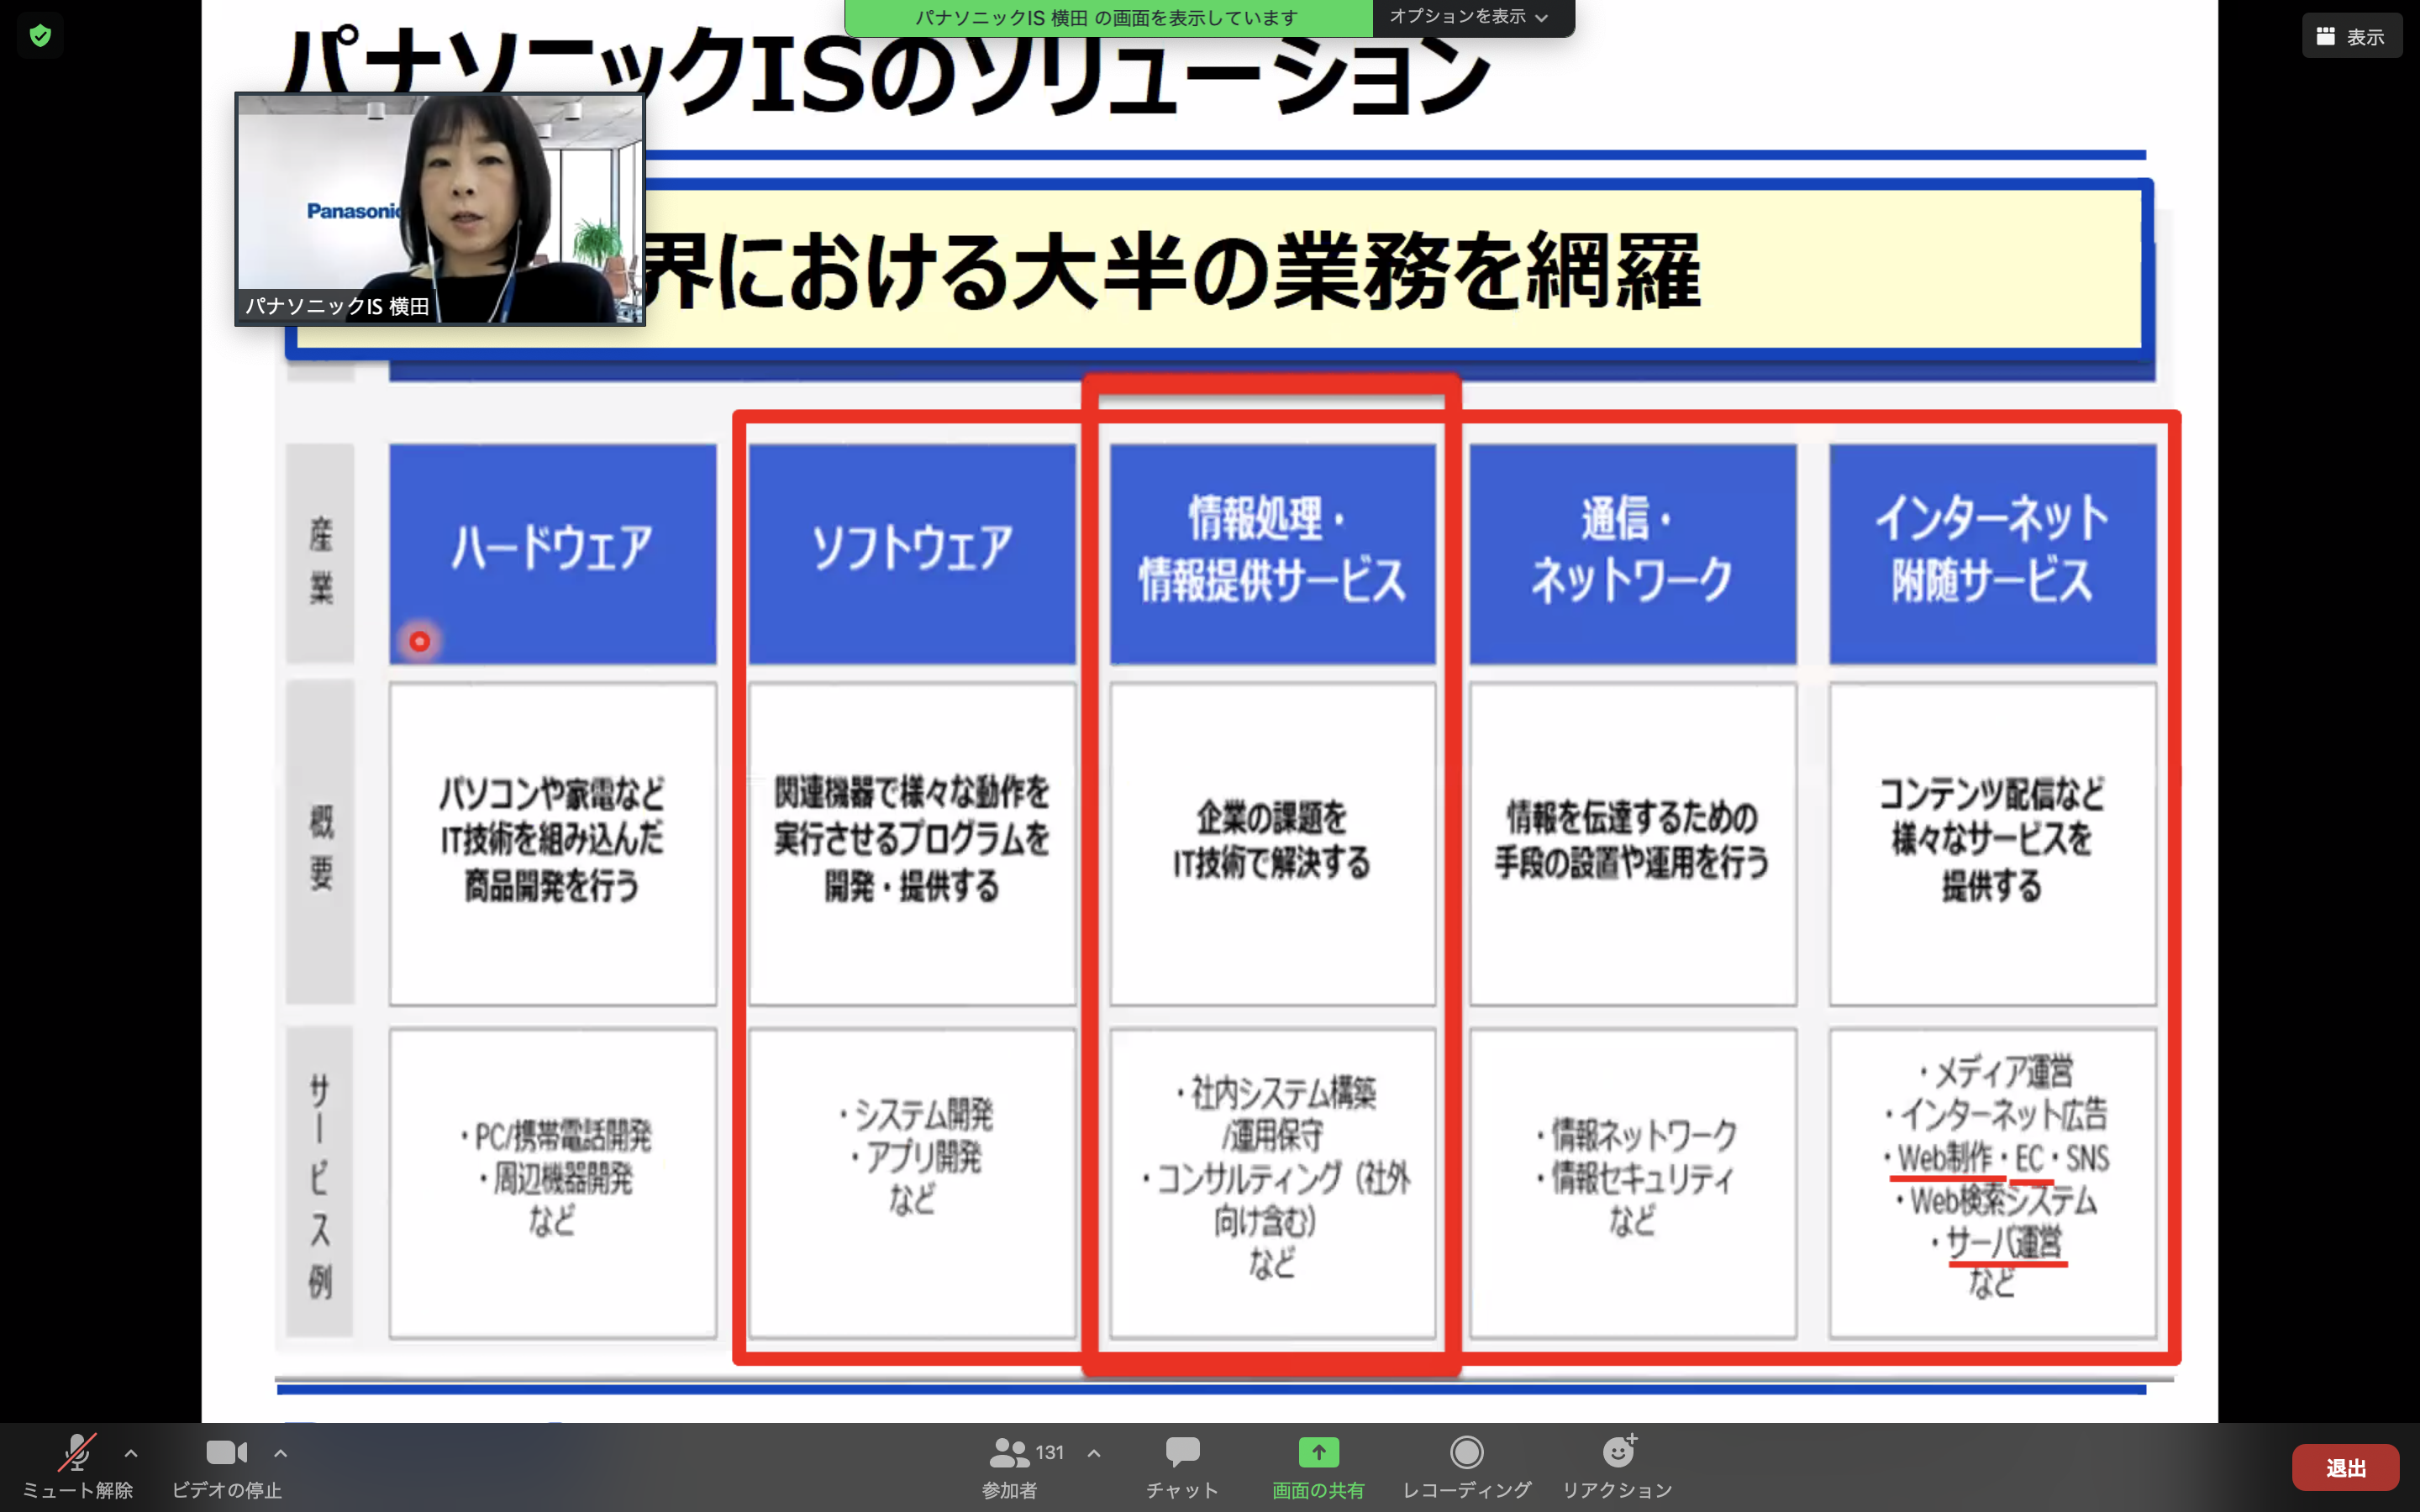 パナソニックIS 横田 の画面を表示しています
オプションを表示
表示
パナソニックISのソリューション
Panasonic
パナソニックIS 横田
界における大半の業務を網羅
産業
ハードウェア
ソフトウェア
情報処理・
情報提供サービス
通信・
ネットワーク
インターネット
附随サービス
概要
パソコンや家電など
IT技術を組み込んだ
商品開発を行う
関連機器で様々な動作を
実行させるプログラムを
開発・提供する
企業の課題を
IT技術で解決する
情報を伝達するための
手段の設置や運用を行う
コンテンツ配信など
様々なサービスを
提供する
サービス例
・PC/携帯電話開発
・周辺機器開発
など
・システム開発
・アプリ開発
など
・社内システム構築
/運用保守
・コンサルティング（社外
向け含む）
など
・情報ネットワーク
・情報セキュリティ
など
・メディア運営
・インターネット広告
・Web制作・EC・SNS
・Web検索システム
・サーバ運営
など
ミュート解除
ビデオの停止
131
参加者
チャット
画面の共有
レコーディング
リアクション
退出